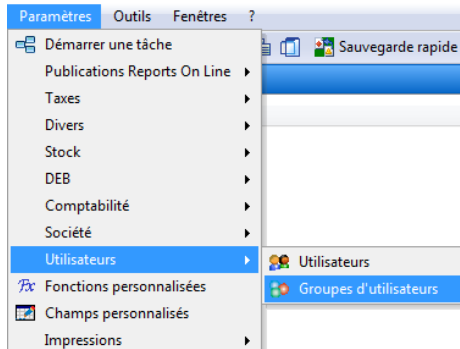 Paramètres Outils Fenêtres ?
Démarrer une tâche
Sauvegarde rapide
Publications Reports On Line
Taxes
Divers
Stock
DEB
Comptabilité
Société
Utilisateurs
Utilisateurs
Fx Fonctions personnalisées
Groupes d'utilisateurs
Champs personnalisés
Impressions